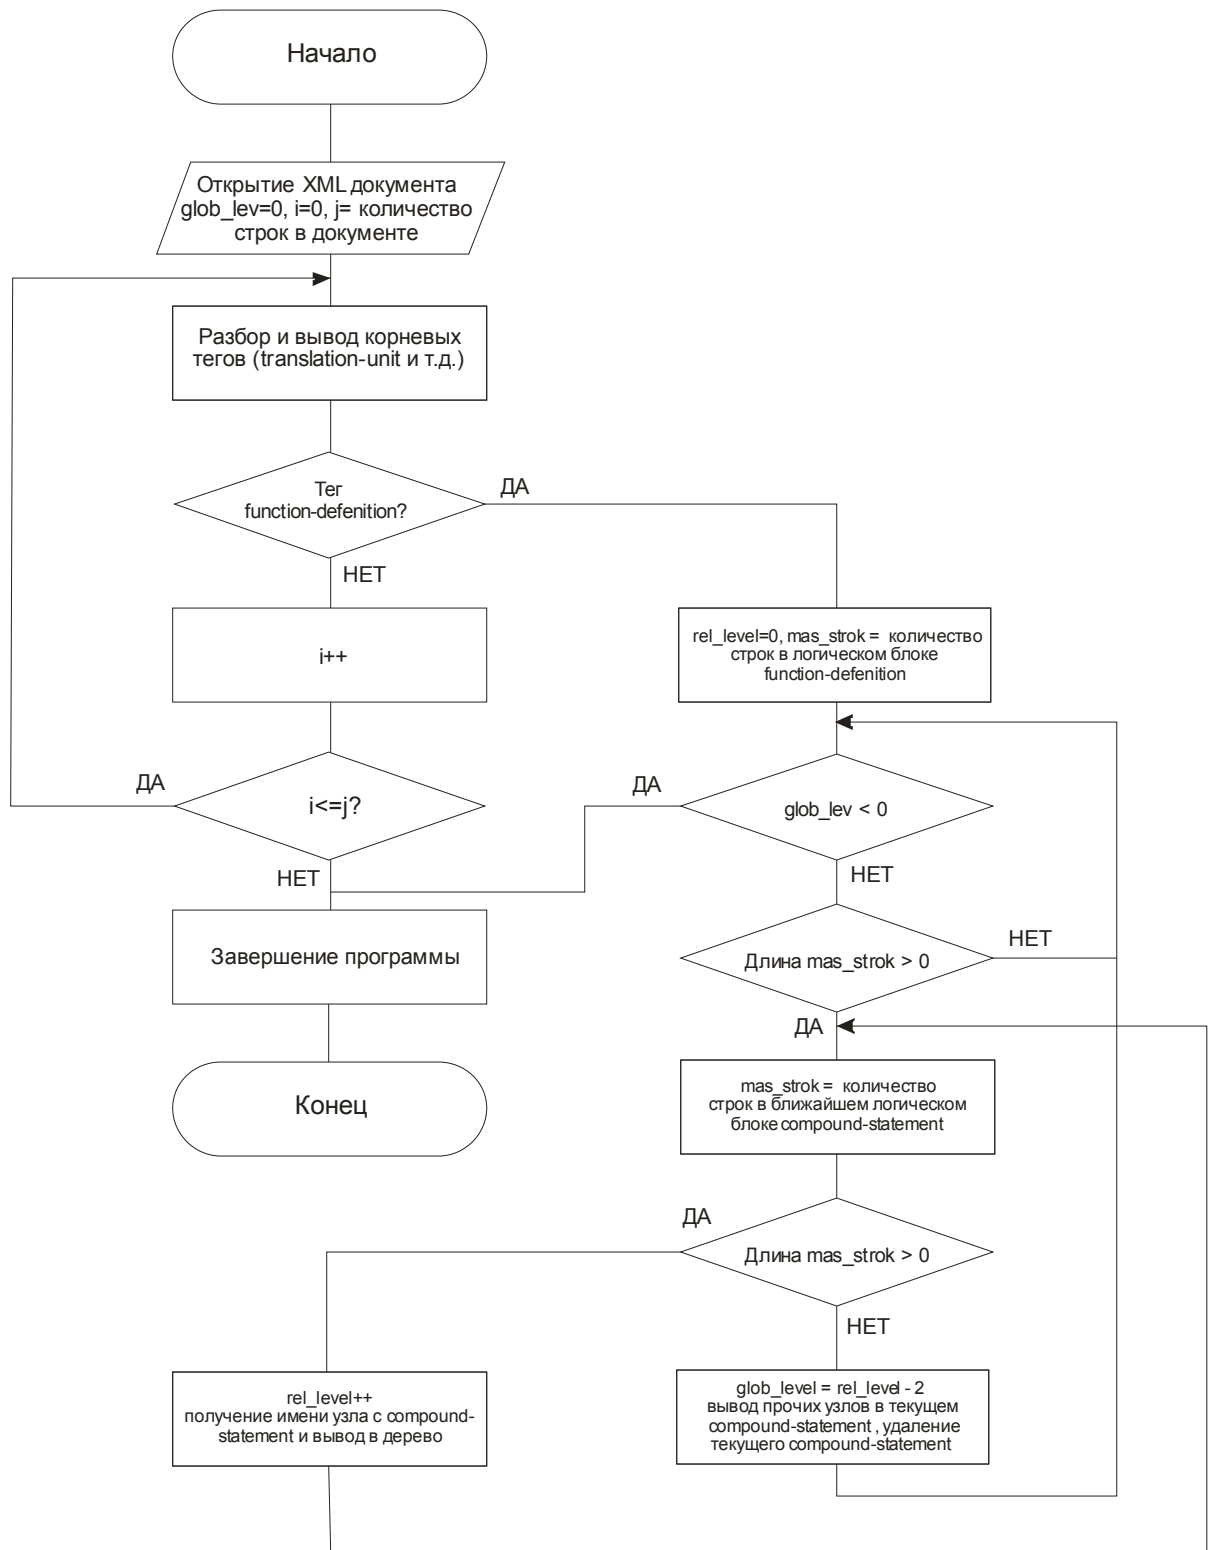 Начало
Открытие XML документа
glob_lev=0, i=0, j= количество
строк в документе
Разбор и вывод корневых
тегов (translation-unit и т.д.)
Тег
function-defenition?
ДА
НЕТ
i++
rel_level=0, mas_strok = количество
строк в логическом блоке
function-defenition
ДА
i<=j?
НЕТ
ДА
glob_lev < 0
НЕТ
Завершение программы
Длина mas_strok > 0
НЕТ
ДА
Конец
mas_strok = количество
строк в ближайшем логическом
блоке compound-statement
ДА
Длина mas_strok > 0
НЕТ
rel_level++
получение имени узла с compound-
statement и вывод в дерево
glob_level = rel_level - 2
вывод прочих узлов в текущем
compound-statement , удаление
текущего compound-statement